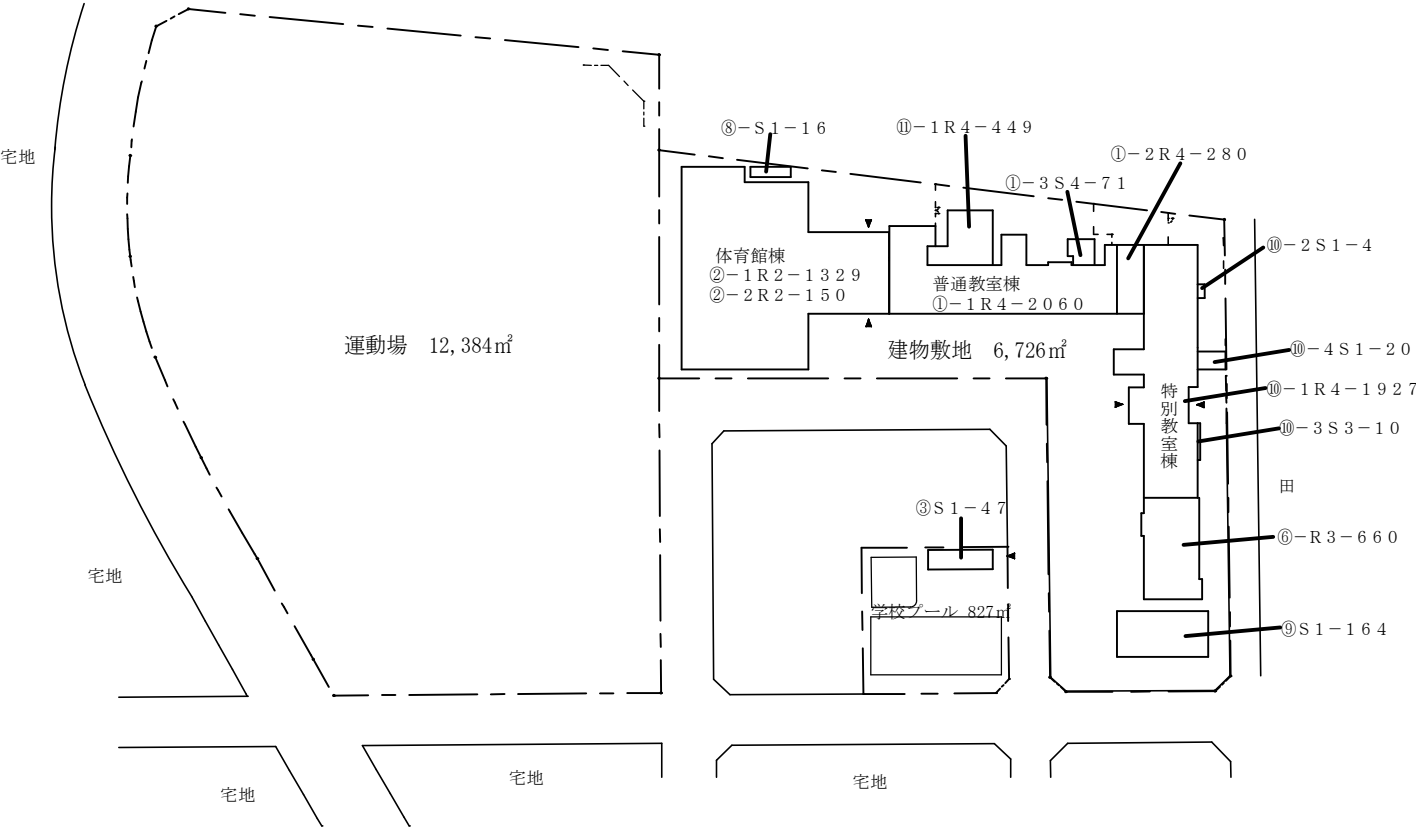 ⑧－Ｓ１－１６
⑪－１Ｒ４－４４９
①－２Ｒ４－２８０
①－３Ｓ４－７１
宅地
⑩－２Ｓ１－４
体育館棟
②－１Ｒ２－１３２９
②－２Ｒ２－１５０
普通教室棟
①－１Ｒ４－２０６０
運動場　12,384㎡
建物敷地　6,726㎡
⑩－４Ｓ１－２０
⑩－１Ｒ４－１９２７
特別教室棟
⑩－３Ｓ３－１０
田
③Ｓ１－４７
⑥－Ｒ３－６６０
宅地
学校プール 827㎡
⑨Ｓ１－１６４
宅地
宅地
宅地